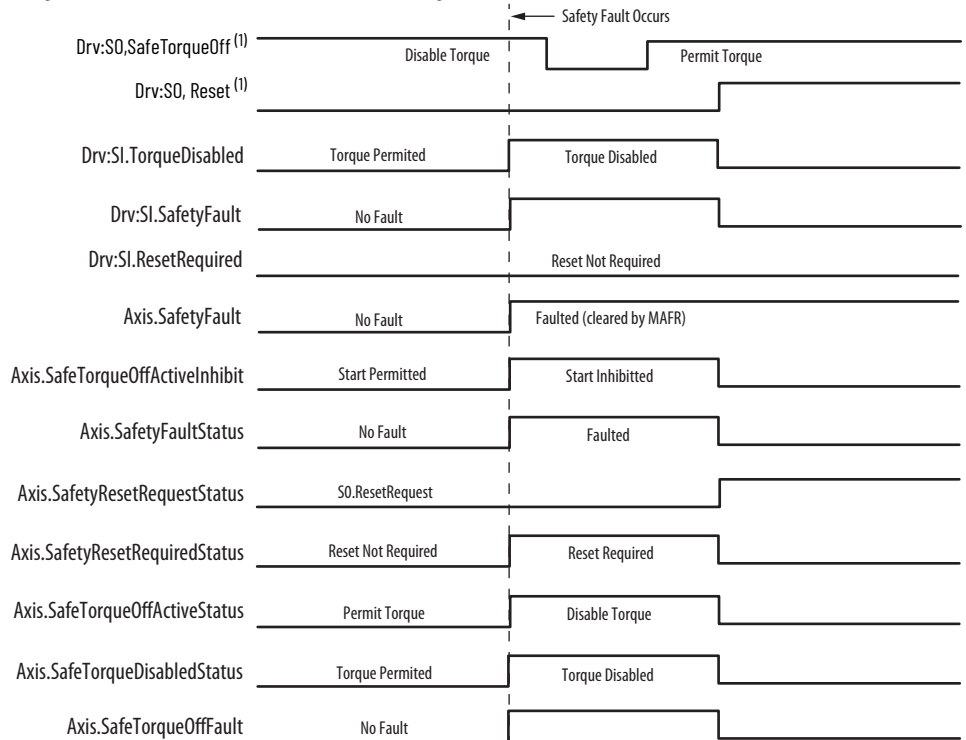 Safety Fault Occurs
Drv:SO,SafeTorqueOff (1) Disable Torque Permit Torque
Drv:SO, Reset (1)
Drv:SI.TorqueDisabled Torque Permited Torque Disabled
Drv:SI.SafetyFault No Fault
Drv:SI.ResetRequired Reset Not Required
Axis.SafetyFault No Fault Faulted (cleared by MAFR)
Axis.SafeTorqueOffActiveInhibit Start Permitted Start Inhibitted
Axis.SafetyFaultStatus No Fault Faulted
Axis.SafetyResetRequestStatus SO.ResetRequest
Axis.SafetyResetRequiredStatus Reset Not Required Reset Required
Axis.SafeTorqueOffActiveStatus Permit Torque Disable Torque
Axis.SafeTorqueDisabledStatus Torque Permited Torque Disabled
Axis.SafeTorqueOffFault No Fault